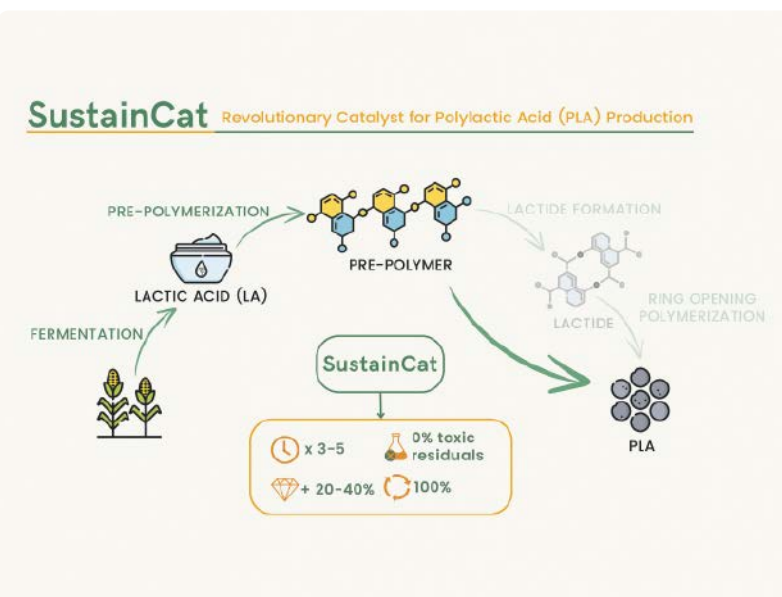 SustainCat Revolutionary Catalyst for Polylactic Acid (PLA) Production
PRE-POLYMERIZATION
LACTIDE FORMATION
PRE-POLYMER
LACTIC ACID (LA)
RING OPENING
POLYMERIZATION
LACTIDE
FERMENTATION
SustainCat
PLA
x 3-5
0% toxic
residuals
+ 20-40%
100%